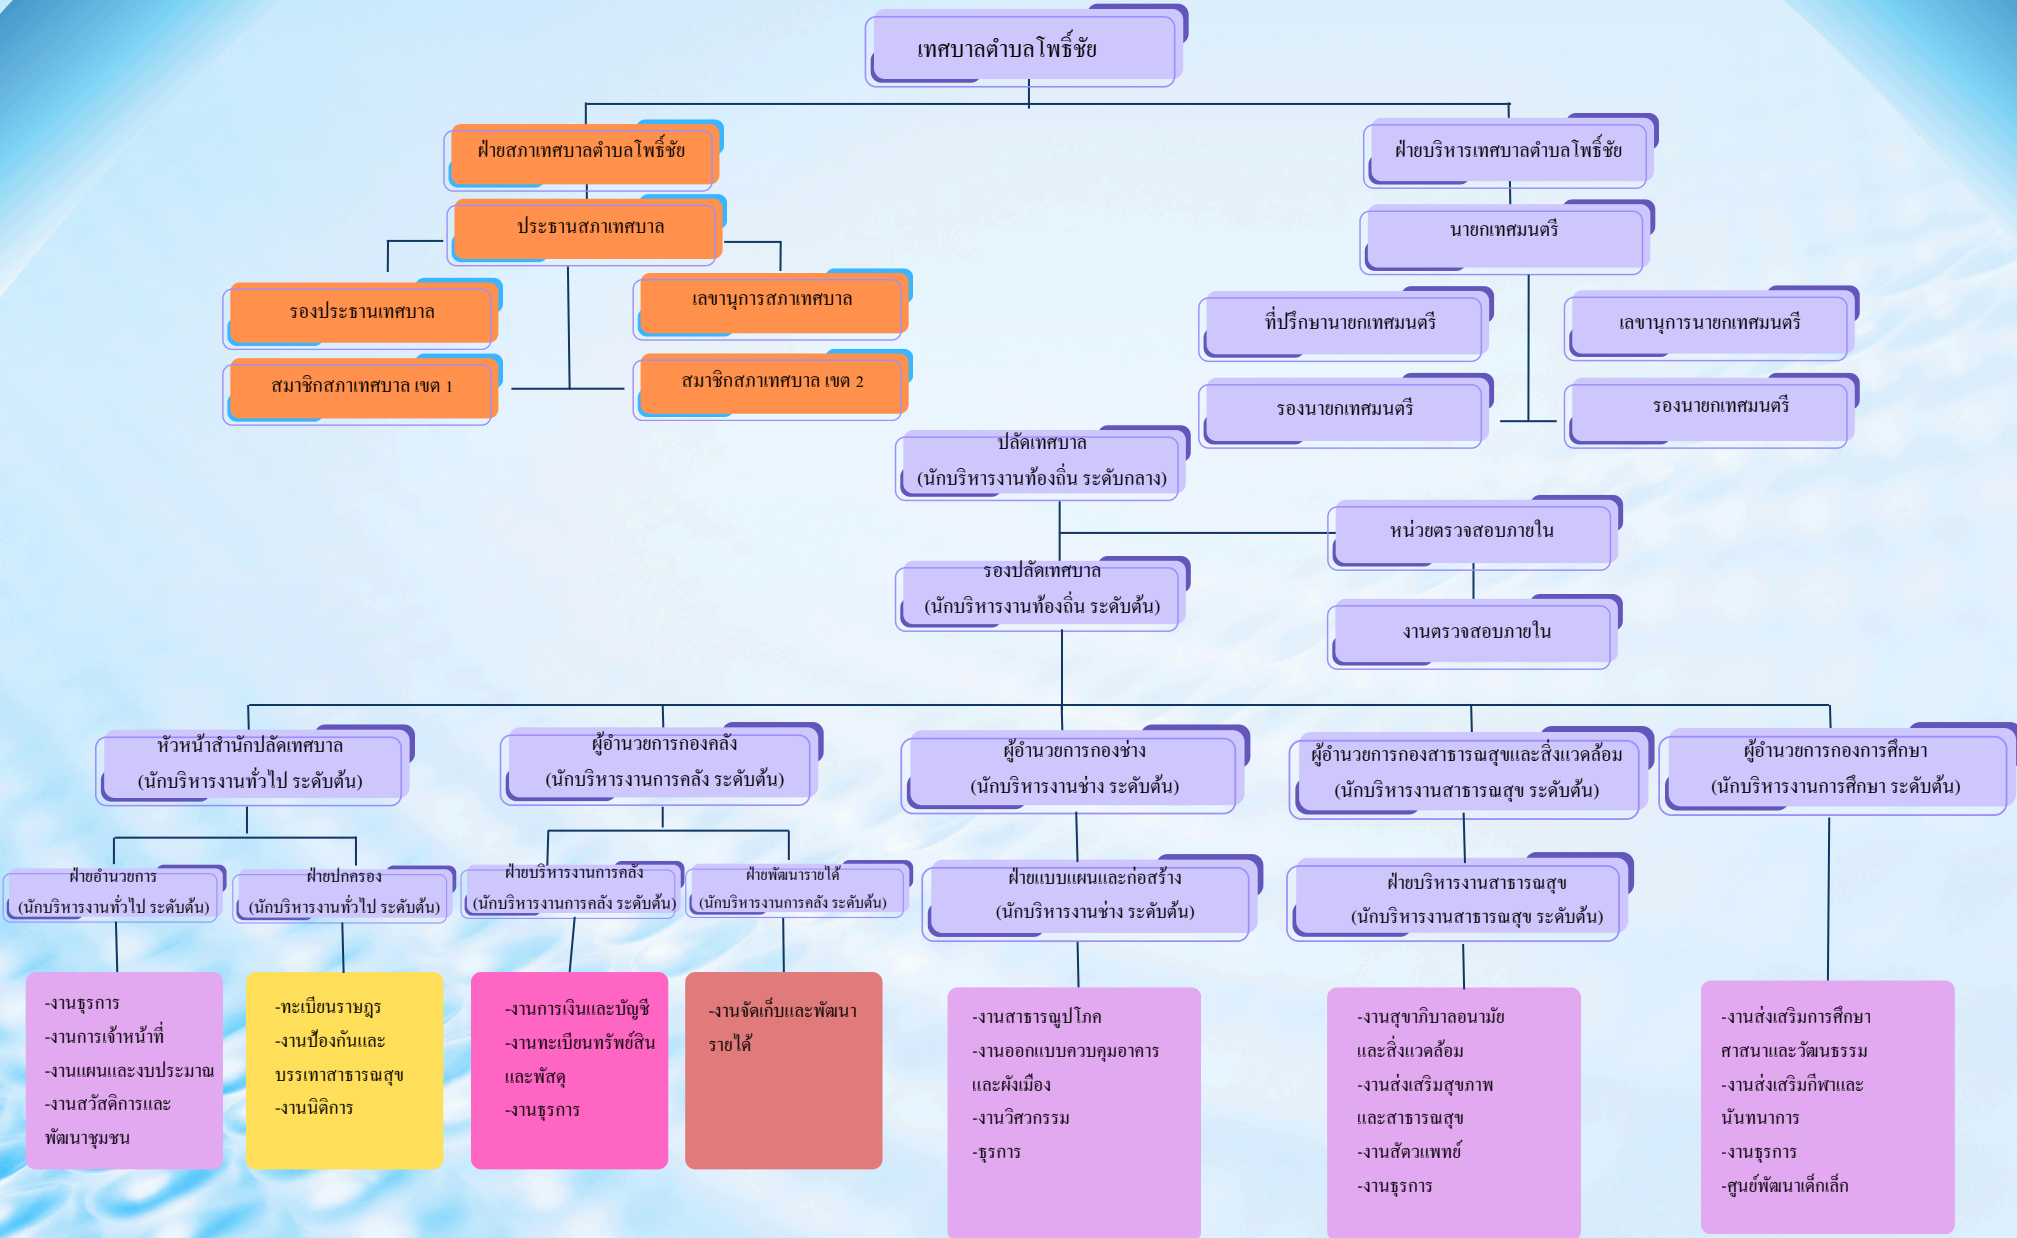 เทศบาลตำบลโพธิ์ชัย
ฝ่ายสภาเทศบาลตำบลโพธิ์ชัย
ฝ่ายบริหารเทศบาลตำบลโพธิ์ชัย
ประธานสภาเทศบาล
นายกเทศมนตรี
รองประธานเทศบาล
เลขานุการสภาเทศบาล
ที่ปรึกษานายกเทศมนตรี
เลขานุการนายกเทศมนตรี
สมาชิกสภาเทศบาล เขต 1
สมาชิกสภาเทศบาล เขต 2
รองนายกเทศมนตรี
รองนายกเทศมนตรี
ปลัดเทศบาล
(นักบริหารงานท้องถิ่น ระดับกลาง)
หน่วยตรวจสอบภายใน
รองปลัดเทศบาล
(นักบริหารงานท้องถิ่น ระดับต้น)
งานตรวจสอบภายใน
หัวหน้าสำนักปลัดเทศบาล
(นักบริหารงานทั่วไป ระดับต้น)
ผู้อำนวยการกองคลัง
(นักบริหารงานการคลัง ระดับต้น)
ผู้อำนวยการกองช่าง
(นักบริหารงานช่าง ระดับต้น)
ผู้อำนวยการกองสาธารณสุขและสิ่งแวดล้อม
(นักบริหารงานสาธารณสุข ระดับต้น)
ผู้อำนวยการกองการศึกษา
(นักบริหารงานการศึกษา ระดับต้น)
ฝ่ายอำนวยการ
(นักบริหารงานทั่วไป ระดับต้น)
ฝ่ายปกครอง
(นักบริหารงานทั่วไป ระดับต้น)
ฝ่ายบริหารงานการคลัง
(นักบริหารงานการคลัง ระดับต้น)
ฝ่ายพัฒนารายได้
(นักบริหารงานการคลัง ระดับต้น)
ฝ่ายแบบแผนและก่อสร้าง
(นักบริหารงานช่าง ระดับต้น)
ฝ่ายบริหารงานสาธารณสุข
(นักบริหารงานสาธารณสุข ระดับต้น)
-งานธุรการ
-งานการเจ้าหน้าที่
-งานแผนและงบประมาณ
-งานสวัสดิการและ
พัฒนาชุมชน
-ทะเบียนราษฎร
-งานป้องกันและ
บรรเทาสาธารณสุข
-งานนิติการ
-งานการเงินและบัญชี
-งานทะเบียนทรัพย์สิน
และพัสดุ
-งานธุรการ
-งานจัดเก็บและพัฒนา
รายได้
-งานสาธารณูปโภค
-งานออกแบบควบคุมอาคาร
และผังเมือง
-งานวิศวกรรม
-ธุรการ
-งานสุขาภิบาลอนามัย
และสิ่งแวดล้อม
-งานส่งเสริมสุขภาพ
และสาธารณสุข
-งานสัตวแพทย์
-งานธุรการ
-งานส่งเสริมการศึกษา
ศาสนาและวัฒนธรรม
-งานส่งเสริมกีฬาและ
นันทนาการ
-งานธุรการ
-ศูนย์พัฒนาเด็กเล็ก